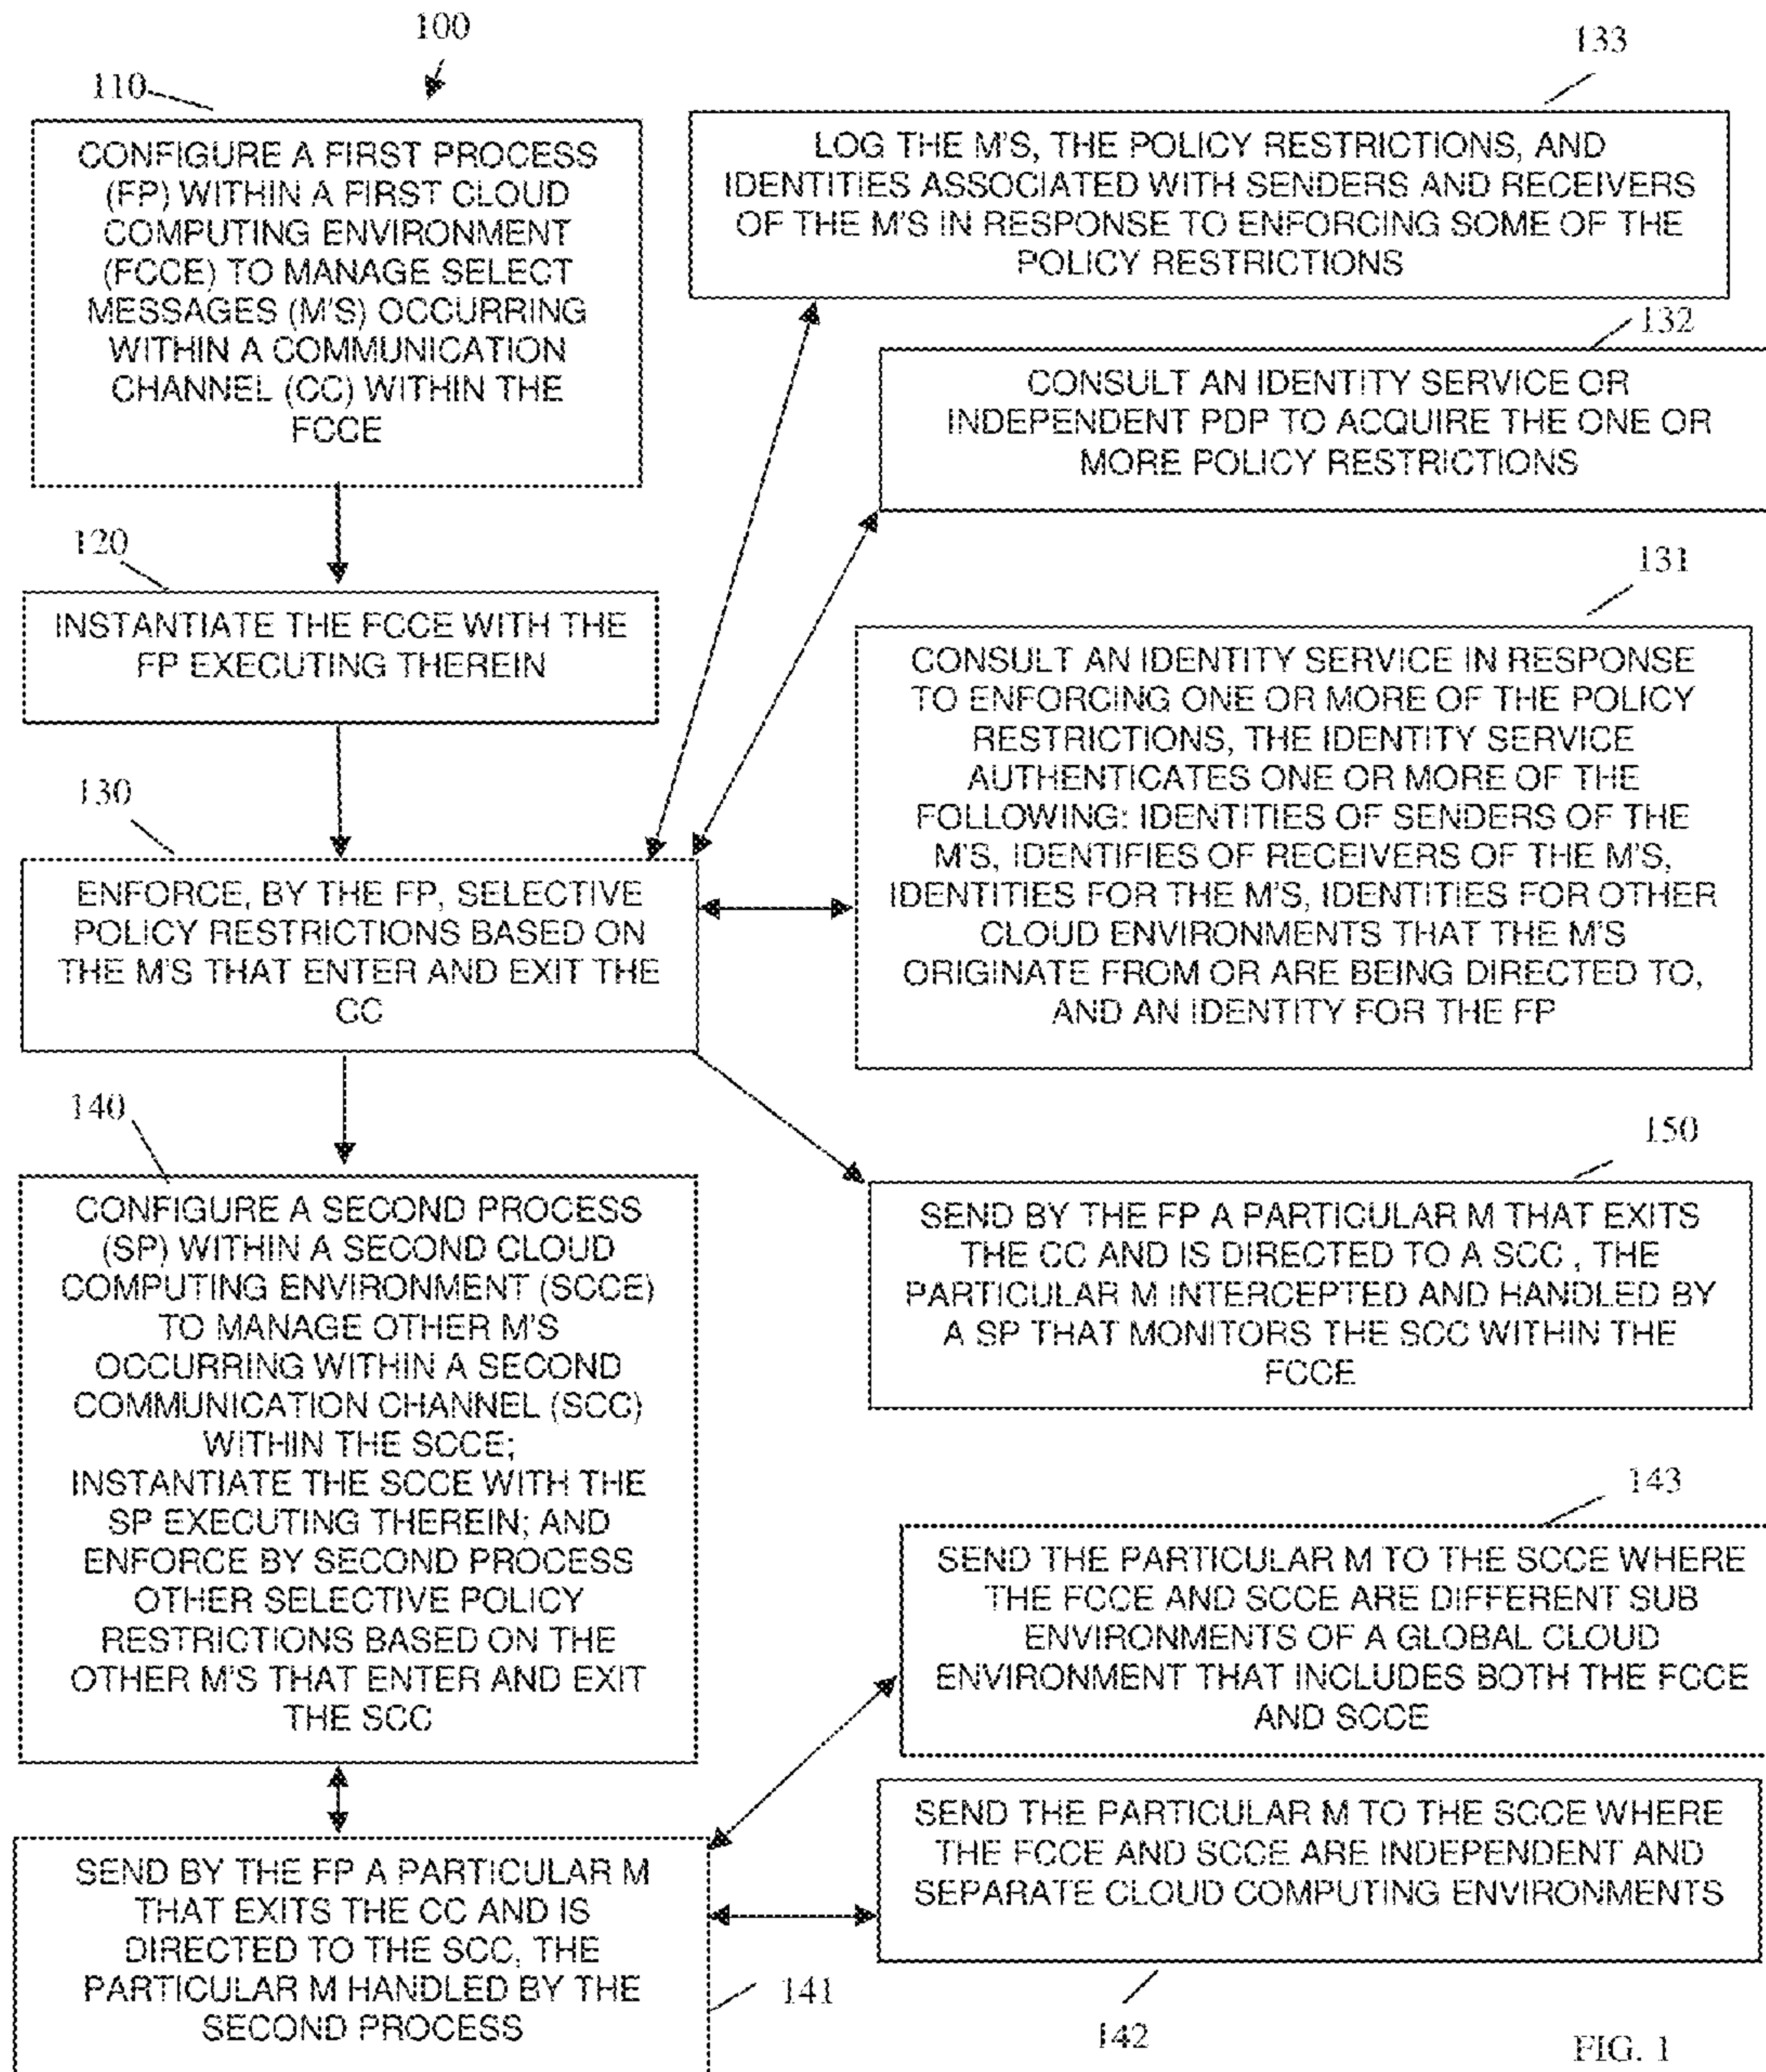 100
110
CONFIGURE A FIRST PROCESS
(FP) WITHIN A FIRST CLOUD
COMPUTING ENVIRONMENT
(FCCE) TO MANAGE SELECT
MESSAGES (M'S) OCCURRING
WITHIN A COMMUNICATION
CHANNEL (CC) WITHIN THE
FCCE
120
INSTANTIATE THE FCCE WITH THE
FP EXECUTING THEREIN
130
ENFORCE, BY THE FP, SELECTIVE
POLICY RESTRICTIONS BASED ON
THE M'S THAT ENTER AND EXIT THE
CC
133
LOG THE M'S, THE POLICY RESTRICTIONS, AND
IDENTITIES ASSOCIATED WITH SENDERS AND RECEIVERS
OF THE M'S IN RESPONSE TO ENFORCING SOME OF THE
POLICY RESTRICTIONS
132
CONSULT AN IDENTITY SERVICE OR
INDEPENDENT PDP TO ACQUIRE THE ONE OR
MORE POLICY RESTRICTIONS
131
CONSULT AN IDENTITY SERVICE IN RESPONSE
TO ENFORCING ONE OR MORE OF THE POLICY
RESTRICTIONS, THE IDENTITY SERVICE
AUTHENTICATES ONE OR MORE OF THE
FOLLOWING: IDENTITIES OF SENDERS OF THE
M'S, IDENTIFIES OF RECEIVERS OF THE M'S,
IDENTITIES FOR THE M'S, IDENTITIES FOR OTHER
CLOUD ENVIRONMENTS THAT THE M'S
ORIGINATE FROM OR ARE BEING DIRECTED TO,
AND AN IDENTITY FOR THE FP
140
CONFIGURE A SECOND PROCESS
(SP) WITHIN A SECOND CLOUD
COMPUTING ENVIRONMENT (SCCE)
TO MANAGE OTHER M'S
OCCURRING WITHIN A SECOND
COMMUNICATION CHANNEL (SCC)
WITHIN THE SCCE;
INSTANTIATE THE SCCE WITH THE
SP EXECUTING THEREIN; AND
ENFORCE BY SECOND PROCESS
OTHER SELECTIVE POLICY
RESTRICTIONS BASED ON THE
OTHER M'S THAT ENTER AND EXIT
THE SCC
150
SEND BY THE FP A PARTICULAR M THAT EXITS
THE CC AND IS DIRECTED TO A SCC , THE
PARTICULAR M INTERCEPTED AND HANDLED BY
A SP THAT MONITORS THE SCC WITHIN THE
FCCE
143
SEND THE PARTICULAR M TO THE SCCE WHERE
THE FCCE AND SCCE ARE DIFFERENT SUB
ENVIRONMENTS OF A GLOBAL CLOUD
ENVIRONMENT THAT INCLUDES BOTH THE FCCE
AND SCCE
SEND BY THE FP A PARTICULAR M
THAT EXITS THE CC AND IS
DIRECTED TO THE SCC, THE
PARTICULAR M HANDLED BY THE
SECOND PROCESS
141
SEND THE PARTICULAR M TO THE SCCE WHERE
THE FCCE AND SCCE ARE INDEPENDENT AND
SEPARATE CLOUD COMPUTING ENVIRONMENTS
142
FIG. 1